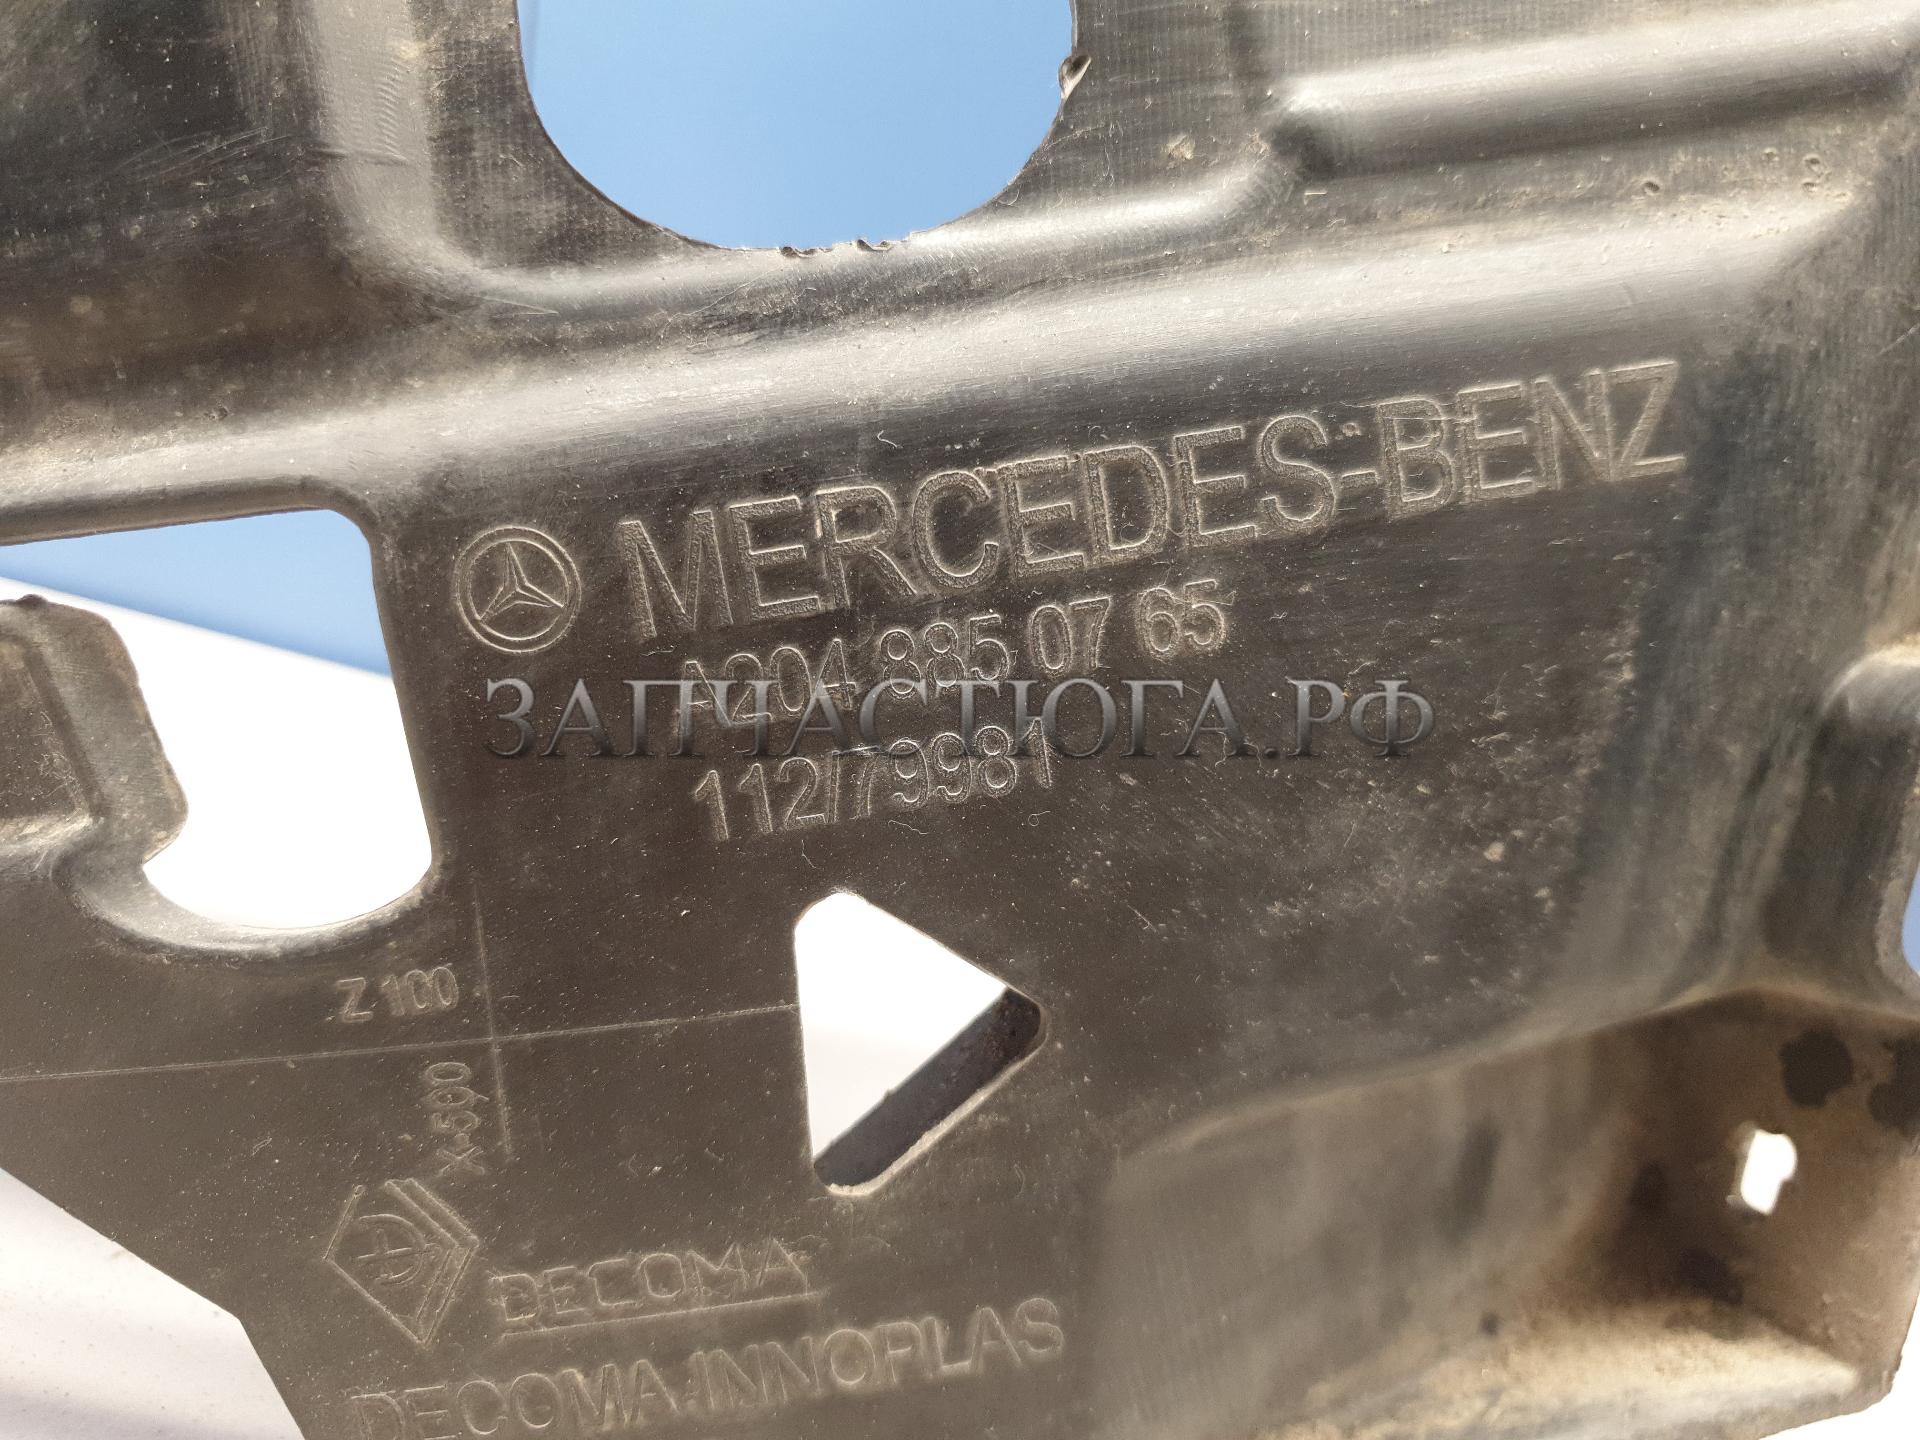 MERCEDES-BENZ
A204 885 07 65
ЗАПЧАСТЮГА.РФ
112/79981
Z 100
X-590
DECOMA
DECOMA-INNOPLAS